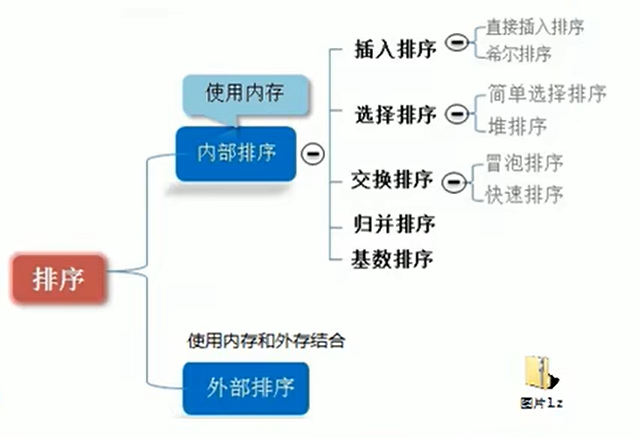 直接插入排序
插入排序
希尔排序
使用内存
简单选择排序
选择排序
堆排序
内部排序
冒泡排序
交换排序
快速排序
归并排序
基数排序
排序
使用内存和外存结合
外部排序
图片lz